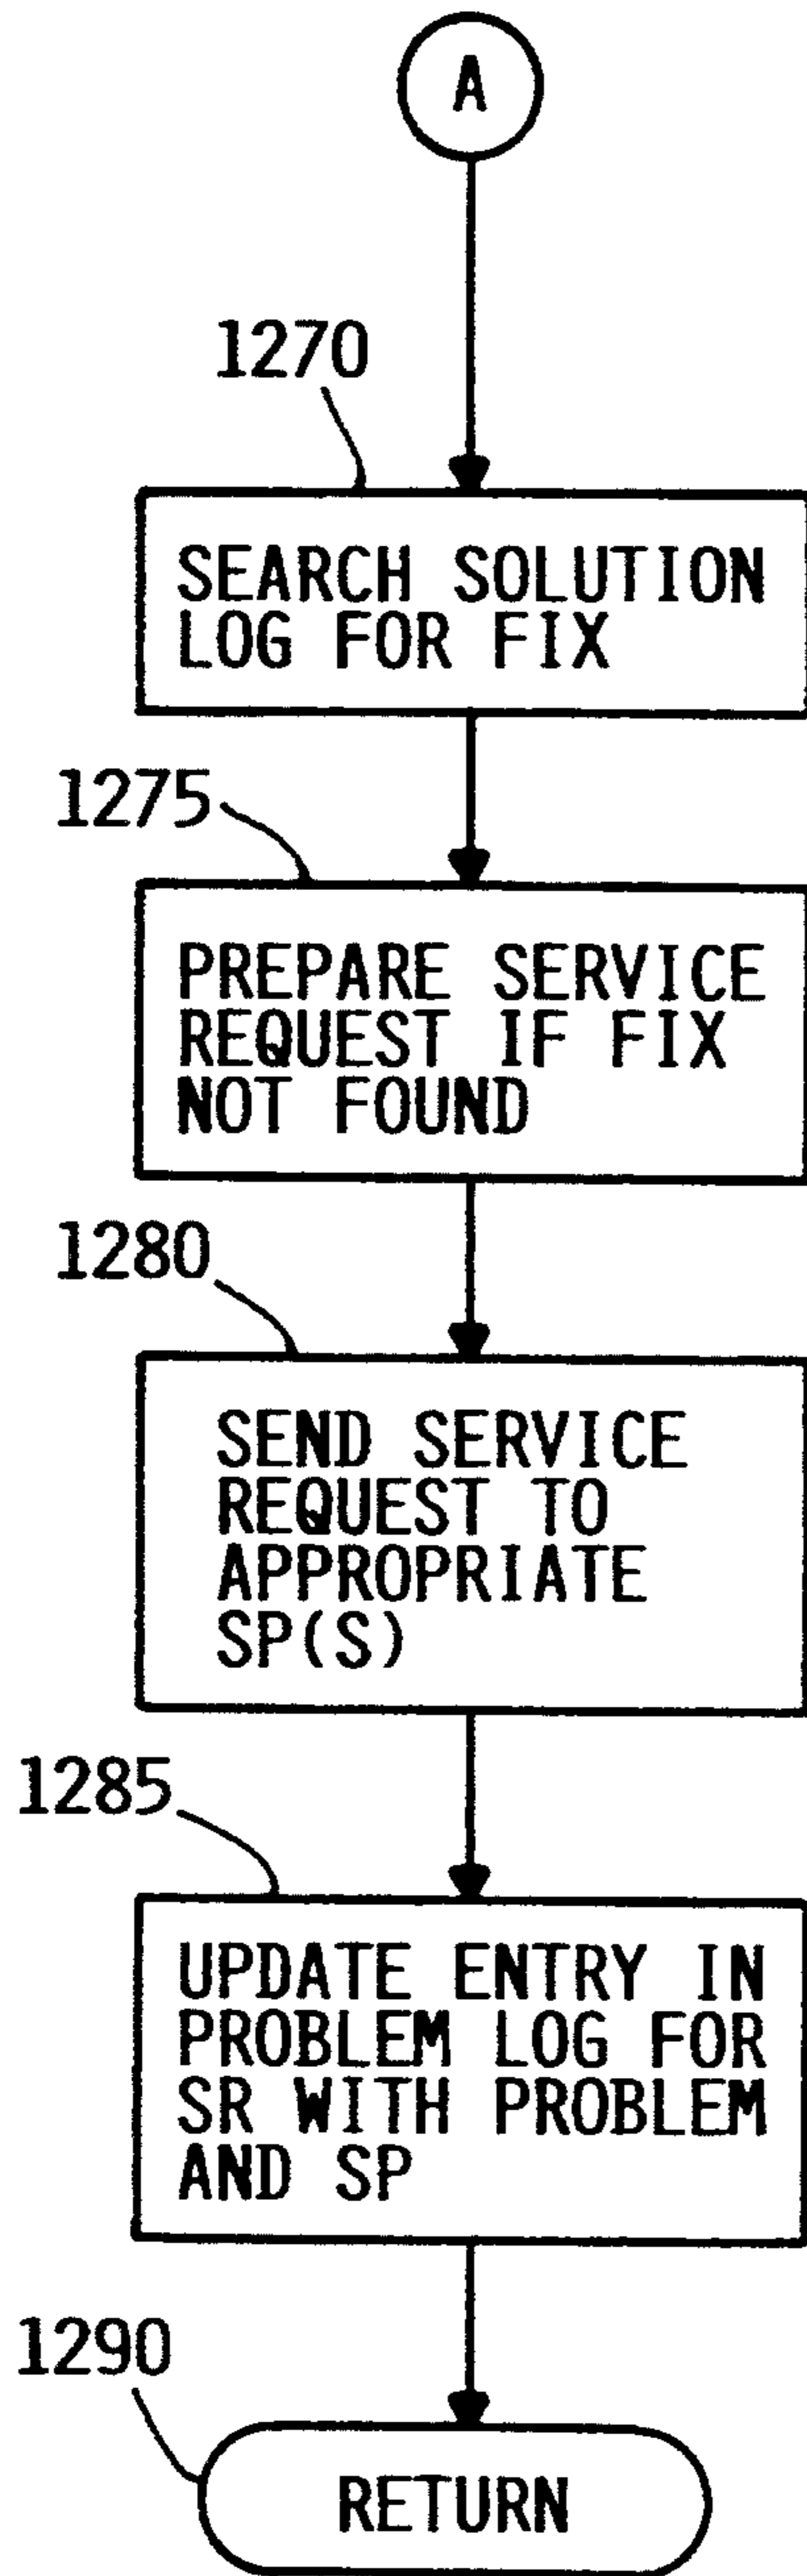 A
1270
SEARCH SOLUTION
LOG FOR FIX
1275
PREPARE SERVICE
REQUEST IF FIX
NOT FOUND
1280
SEND SERVICE
REQUEST TO
APPROPRIATE
SP(S)
1285
UPDATE ENTRY IN
PROBLEM LOG FOR
SR WITH PROBLEM
AND SP
1290
RETURN